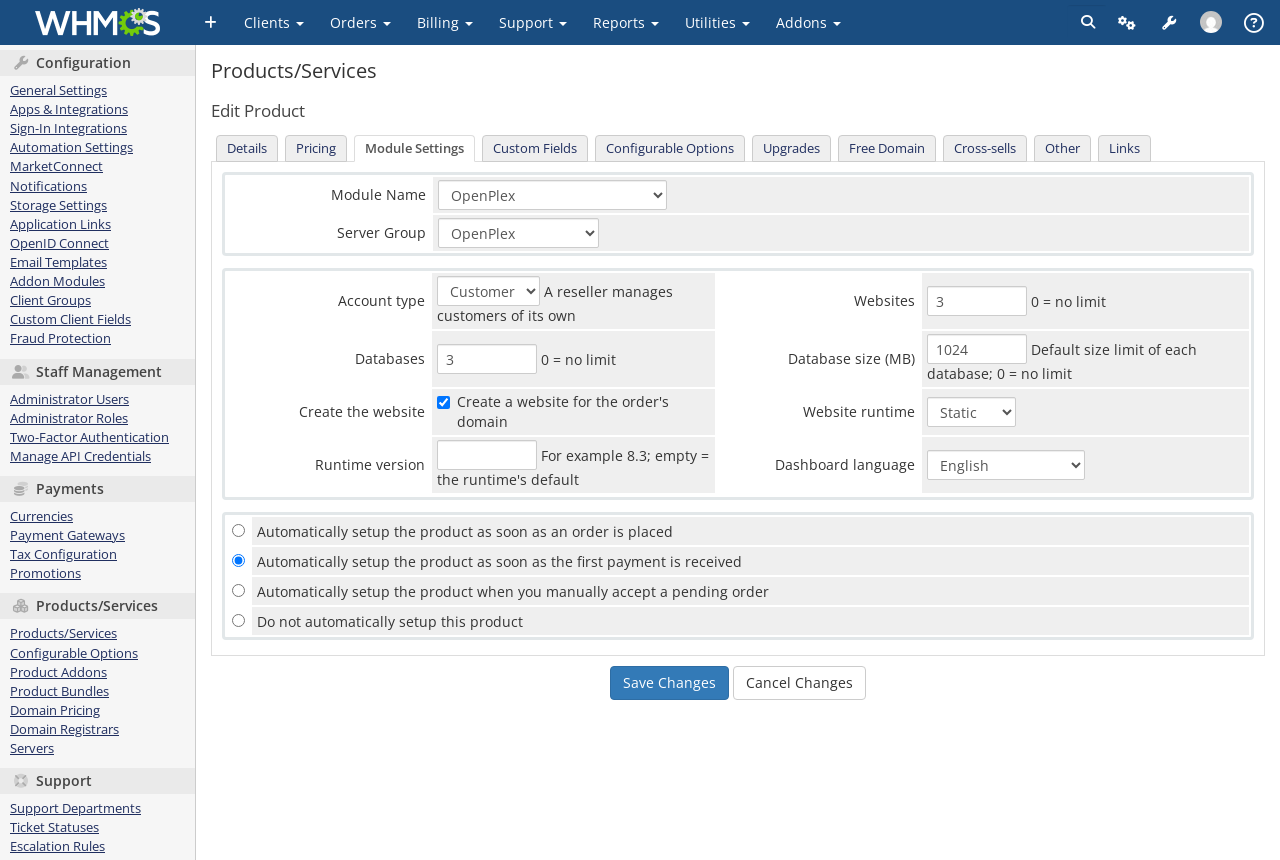 WHMCS
Clients
Orders
Billing
Support
Reports
Utilities
Addons
Configuration
General Settings
Apps & Integrations
Sign-In Integrations
Automation Settings
MarketConnect
Notifications
Storage Settings
Application Links
OpenID Connect
Email Templates
Addon Modules
Client Groups
Custom Client Fields
Fraud Protection
Staff Management
Administrator Users
Administrator Roles
Two-Factor Authentication
Manage API Credentials
Payments
Currencies
Payment Gateways
Tax Configuration
Promotions
Products/Services
Products/Services
Configurable Options
Product Addons
Product Bundles
Domain Pricing
Domain Registrars
Servers
Support
Support Departments
Ticket Statuses
Escalation Rules
Products/Services
Edit Product
Details
Pricing
Module Settings
Custom Fields
Configurable Options
Upgrades
Free Domain
Cross-sells
Other
Links
Module Name
OpenPlex
Server Group
OpenPlex
Account type
Customer
A reseller manages
customers of its own
Websites
3
0 = no limit
Databases
3
0 = no limit
Database size (MB)
1024
Default size limit of each
database; 0 = no limit
Create the website
Create a website for the order's
domain
Website runtime
Static
Runtime version
For example 8.3; empty =
the runtime's default
Dashboard language
English
Automatically setup the product as soon as an order is placed
Automatically setup the product as soon as the first payment is received
Automatically setup the product when you manually accept a pending order
Do not automatically setup this product
Save Changes
Cancel Changes